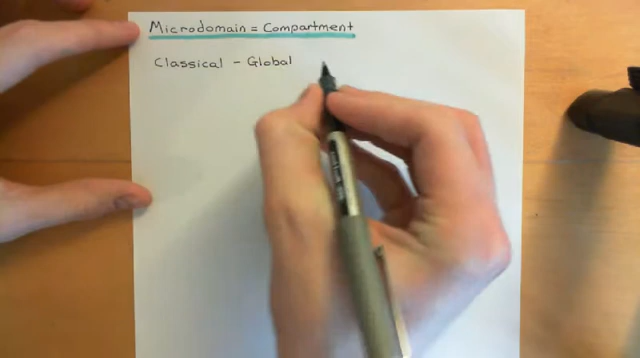 Microdomain = Compartment
Classical - Global